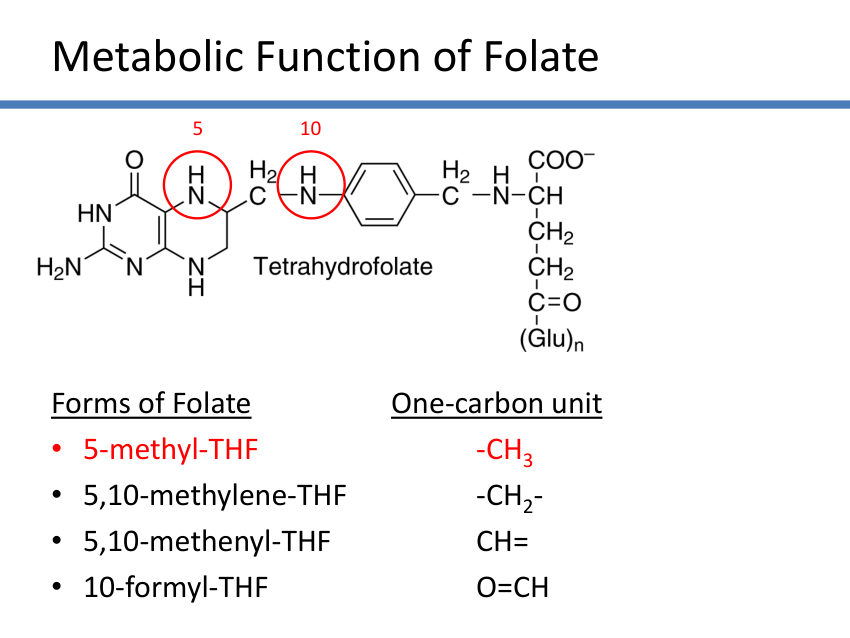 Metabolic Function of Folate
5 10
O H N H₂ C H N H₂ C H N COO⁻ CH
HN CH₂
H₂N N N H Tetrahydrofolate CH₂
C=O
(Glu)ₙ
Forms of Folate One-carbon unit
• 5-methyl-THF -CH₃
• 5,10-methylene-THF -CH₂-
• 5,10-methenyl-THF CH=
• 10-formyl-THF O=CH